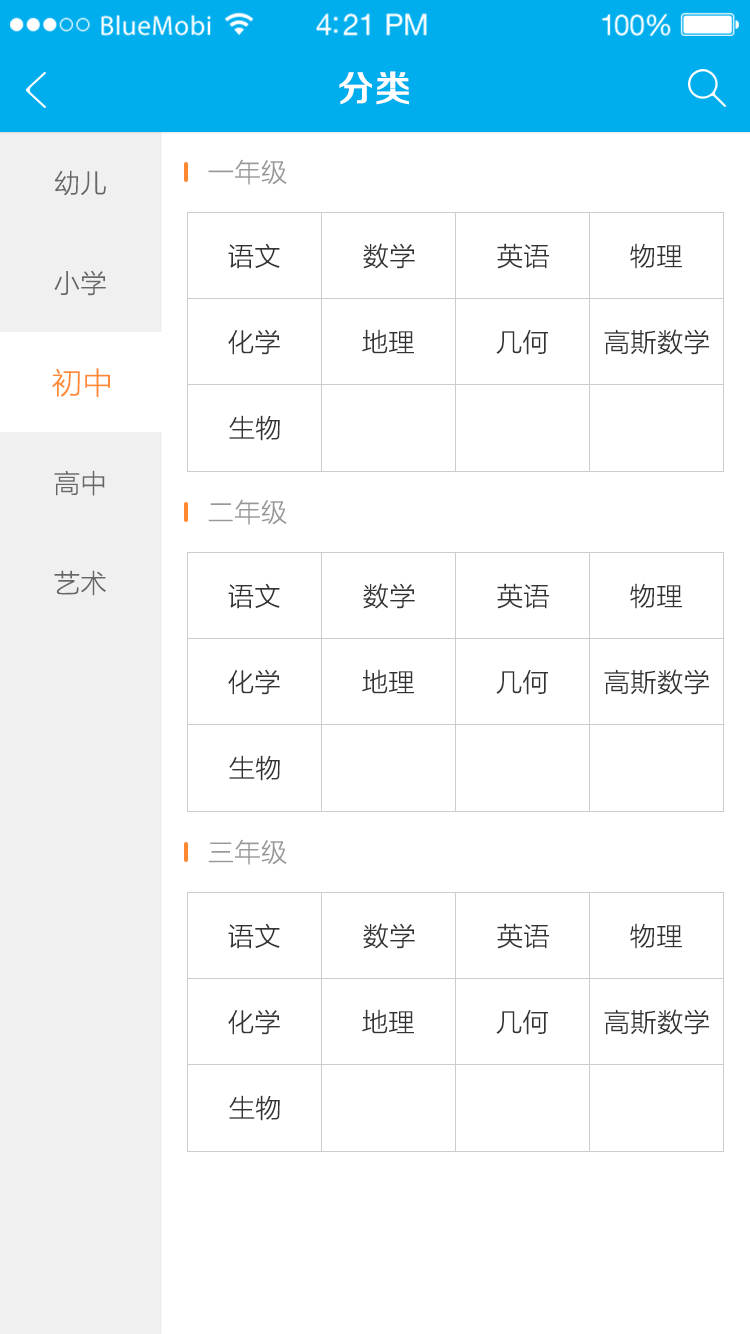 BlueMobi 4:21 PM 100%
分类
幼儿
小学
初中
高中
艺术
一年级
语文 数学 英语 物理
化学 地理 几何 高斯数学
生物
二年级
语文 数学 英语 物理
化学 地理 几何 高斯数学
生物
三年级
语文 数学 英语 物理
化学 地理 几何 高斯数学
生物